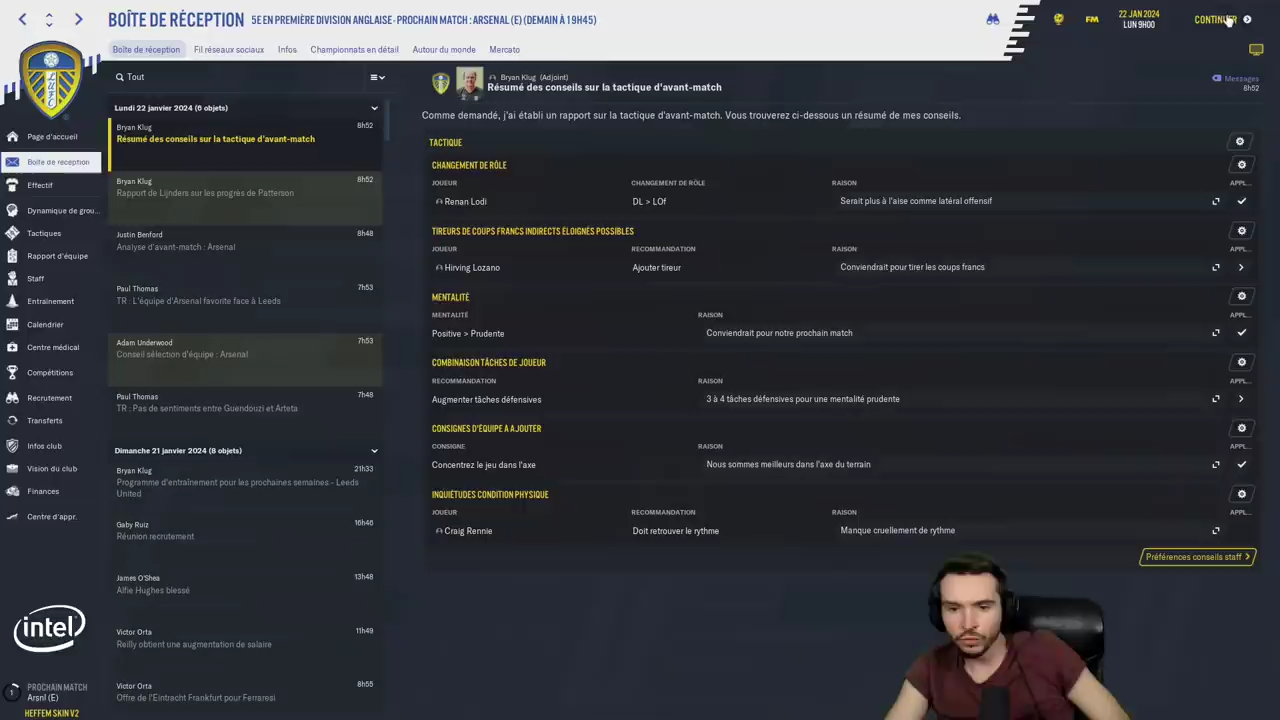 BOÎTE DE RÉCEPTION
5E EN PREMIÈRE DIVISION ANGLAISE - PROCHAIN MATCH : ARSENAL (E) (DEMAIN À 19H45)
FM
22 JAN 2024
LUN 9H00
CONTINUER
Boîte de réception
Fil réseaux sociaux
Infos
Championnats en détail
Autour du monde
Mercato
Tout
Page d'accueil
Boîte de réception
Effectif
Dynamique de grou...
Tactiques
Rapport d'équipe
Staff
Entraînement
Calendrier
Centre médical
Compétitions
Recrutement
Transferts
Infos club
Vision du club
Finances
Centre d'appr.
intel
1
PROCHAIN MATCH
Arsnl (E)
HEFFEM SKIN V2
Lundi 22 janvier 2024 (6 objets)
Bryan Klug 8h52
Résumé des conseils sur la tactique d'avant-match
Bryan Klug 8h52
Rapport de Lijnders sur les progrès de Patterson
Justin Benford 8h48
Analyse d'avant-match : Arsenal
Paul Thomas 7h53
TR : L'équipe d'Arsenal favorite face à Leeds
Adam Underwood 7h53
Conseil sélection d'équipe : Arsenal
Paul Thomas 7h48
TR : Pas de sentiments entre Guendouzi et Arteta
Dimanche 21 janvier 2024 (8 objets)
Bryan Klug 21h33
Programme d'entraînement pour les prochaines semaines - Leeds
United
Gaby Ruiz 16h46
Réunion recrutement
James O'Shea 13h48
Alfie Hughes blessé
Victor Orta 11h49
Reilly obtient une augmentation de salaire
Victor Orta 8h55
Offre de l'Eintracht Frankfurt pour Ferraresi
Bryan Klug (Adjoint)
Résumé des conseils sur la tactique d'avant-match
Messages
8h52
Comme demandé, j'ai établi un rapport sur la tactique d'avant-match. Vous trouverez ci-dessous un résumé de mes conseils.
TACTIQUE
CHANGEMENT DE RÔLE
JOUEUR CHANGEMENT DE RÔLE RAISON APPL...
Renan Lodi DL > LOf Serait plus à l'aise comme latéral offensif
TIREURS DE COUPS FRANCS INDIRECTS ÉLOIGNÉS POSSIBLES
JOUEUR RECOMMANDATION RAISON APPL...
Hirving Lozano Ajouter tireur Conviendrait pour tirer les coups francs
MENTALITÉ
MENTALITÉ RAISON APPL...
Positive > Prudente Conviendrait pour notre prochain match
COMBINAISON TÂCHES DE JOUEUR
RECOMMANDATION RAISON APPL...
Augmenter tâches défensives 3 à 4 tâches défensives pour une mentalité prudente
CONSIGNES D'ÉQUIPE A AJOUTER
CONSIGNE RAISON APPL...
Concentrez le jeu dans l'axe Nous sommes meilleurs dans l'axe du terrain
INQUIÉTUDES CONDITION PHYSIQUE
JOUEUR RECOMMANDATION RAISON APPL...
Craig Rennie Doit retrouver le rythme Manque cruellement de rythme
Préférences conseils staff